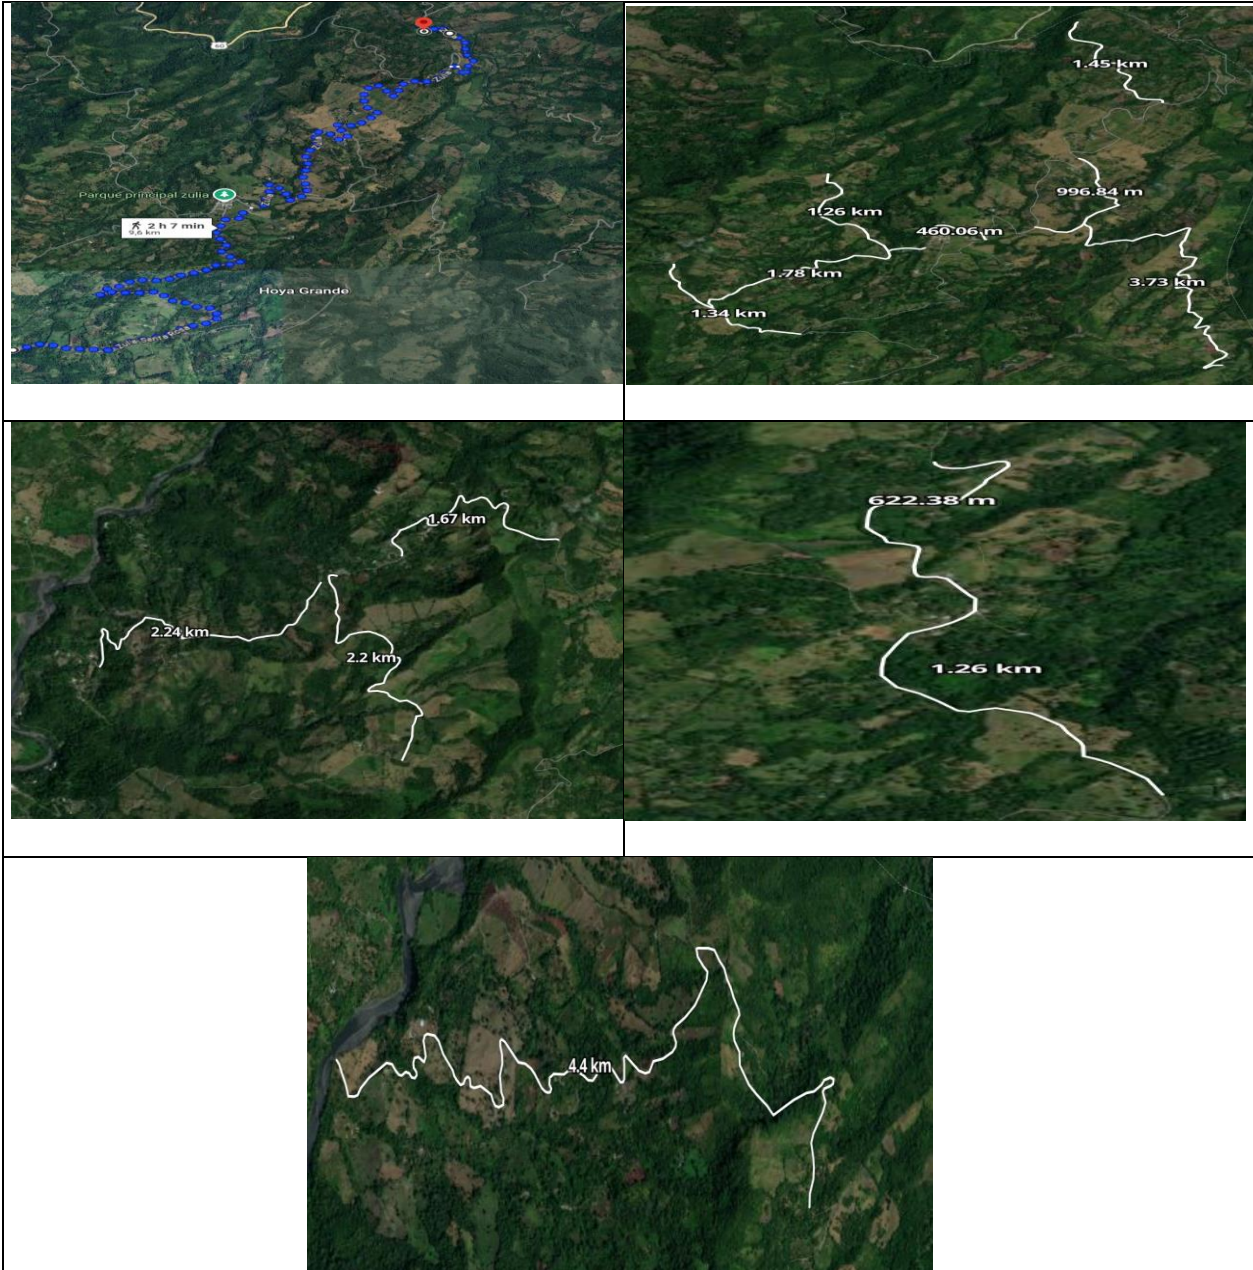 60
Zulia
Parque principal zulia
2 h 7 min
9,6 km
Hoya Grande
1.45 km
996.84 m
1.26 km
460.06 m
1.78 km
3.73 km
1.34 km
1.67 km
2.24 km
2.2 km
622.38 m
1.26 km
4.4 km